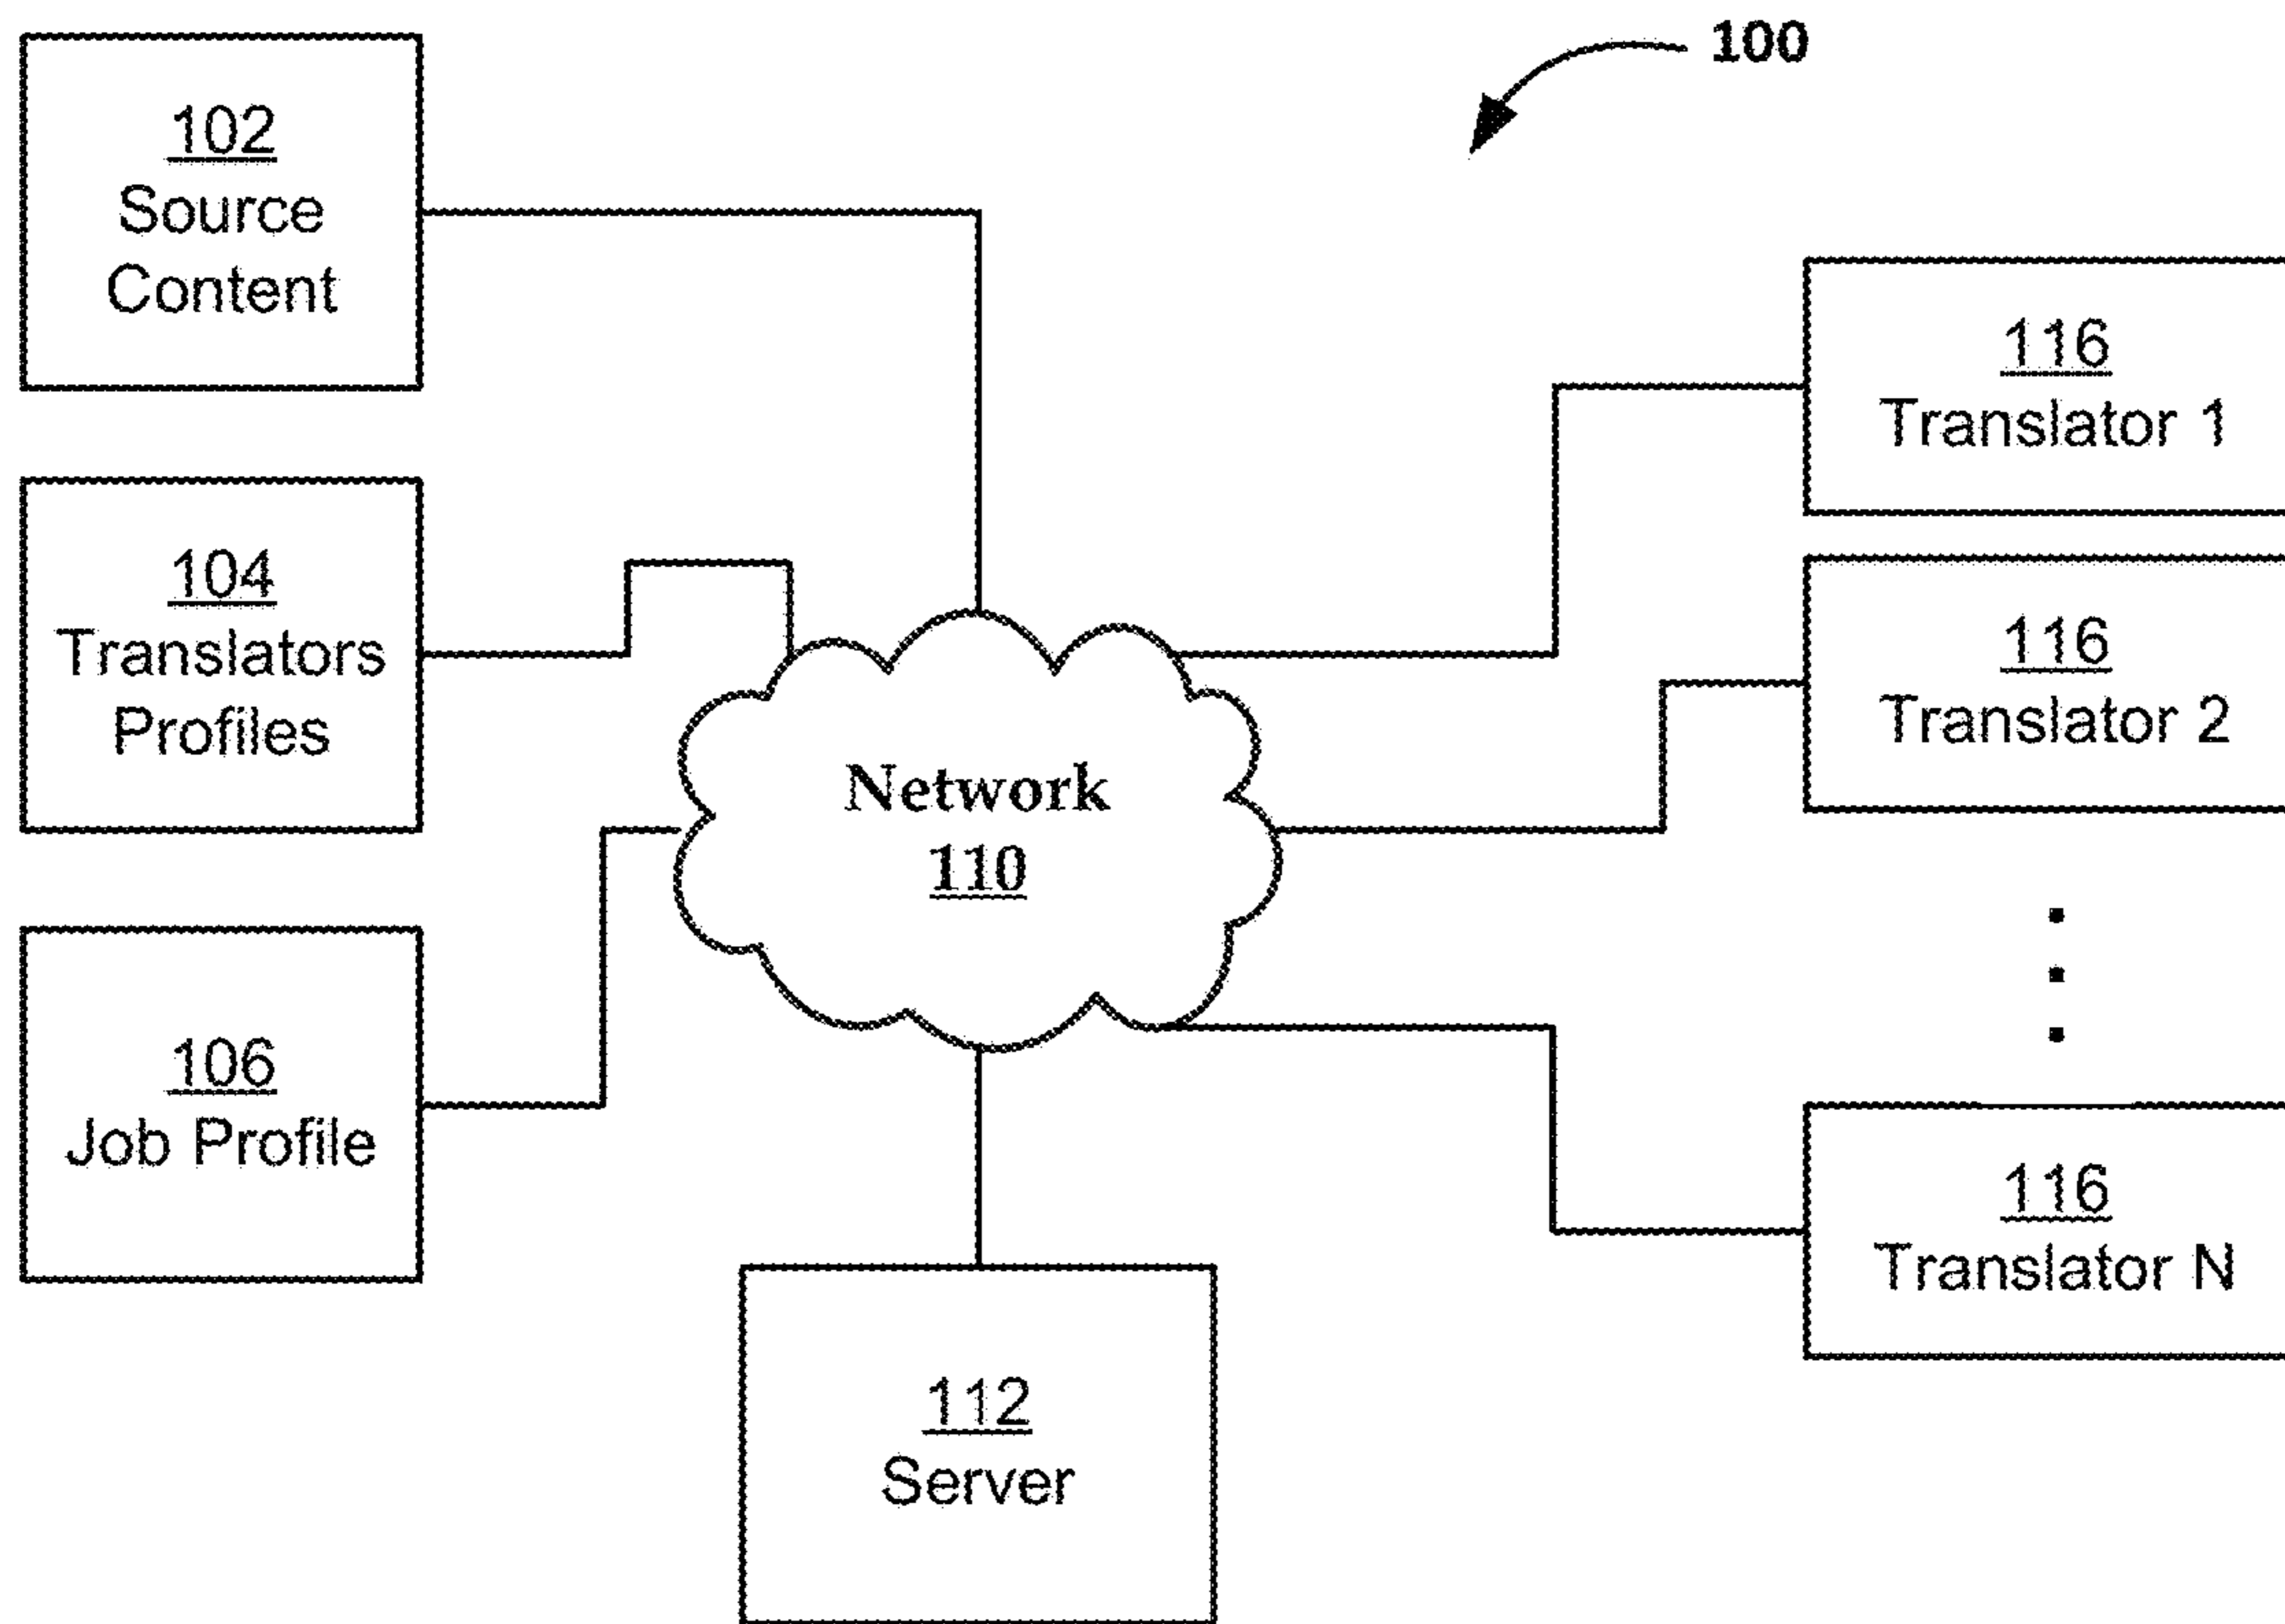 100
102
Source
Content
104
Translators
Profiles
106
Job Profile
Network
110
112
Server
116
Translator 1
116
Translator 2
116
Translator N